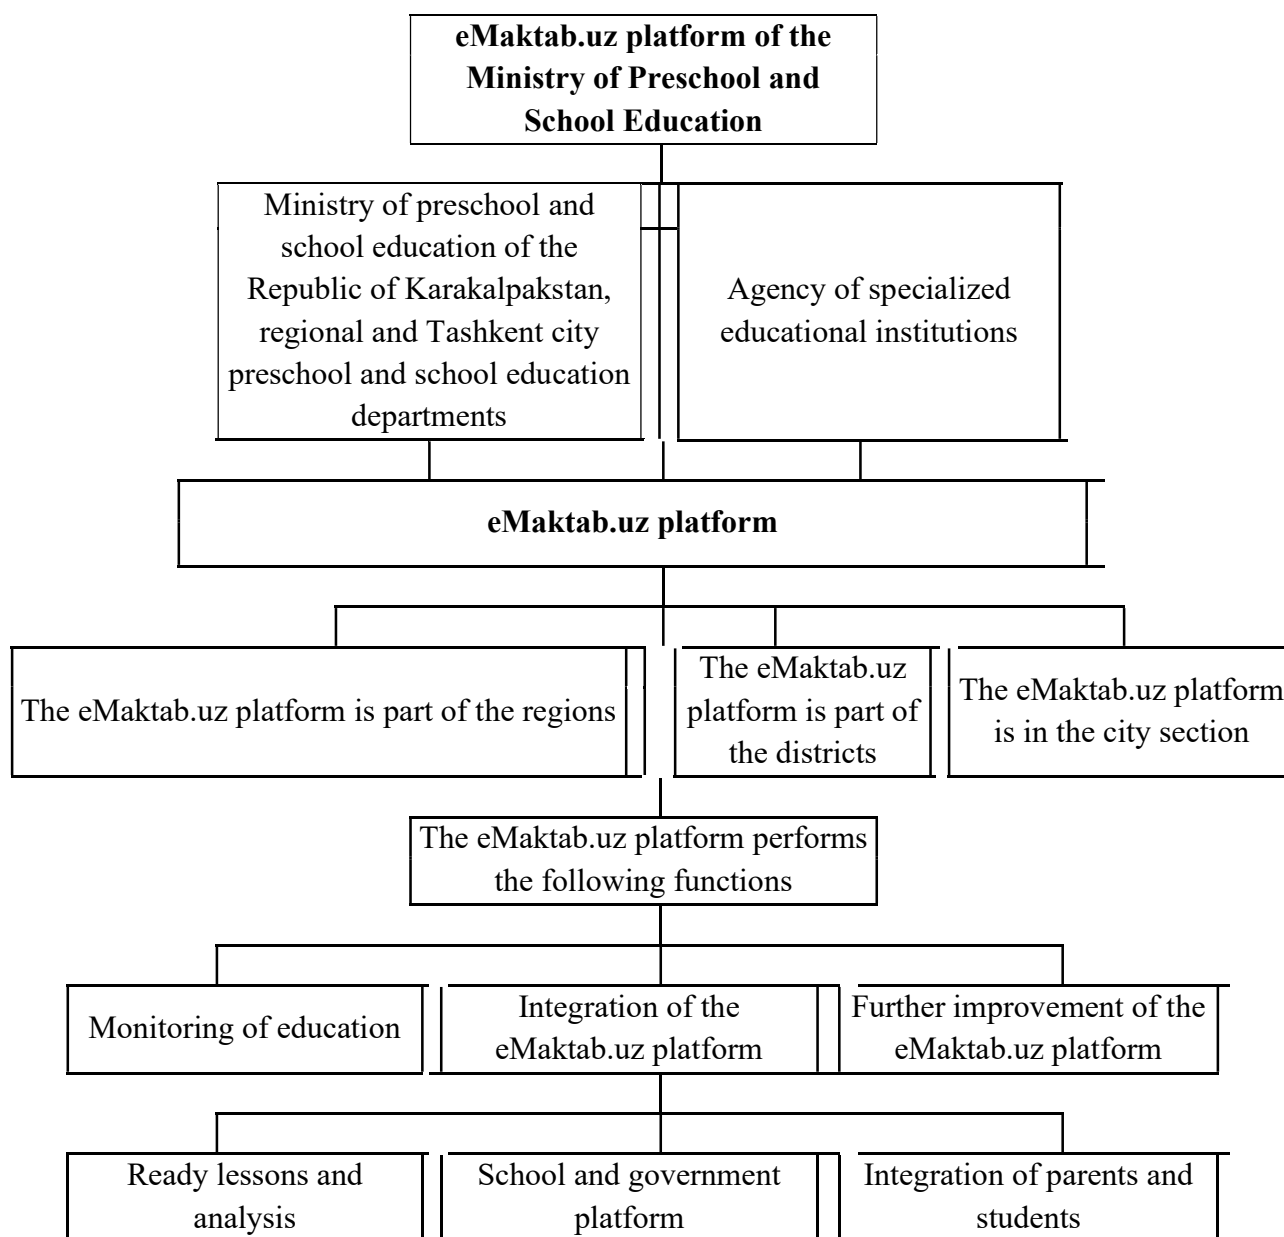 eMaktab.uz platform of the
Ministry of Preschool and
School Education
Ministry of preschool and
school education of the
Republic of Karakalpakstan,
regional and Tashkent city
preschool and school education
departments
Agency of specialized
educational institutions
eMaktab.uz platform
The eMaktab.uz platform is part of the regions
The eMaktab.uz
platform is part of
the districts
The eMaktab.uz platform
is in the city section
The eMaktab.uz platform performs
the following functions
Monitoring of education
Integration of the
eMaktab.uz platform
Further improvement of the
eMaktab.uz platform
Ready lessons and
analysis
School and government
platform
Integration of parents and
students